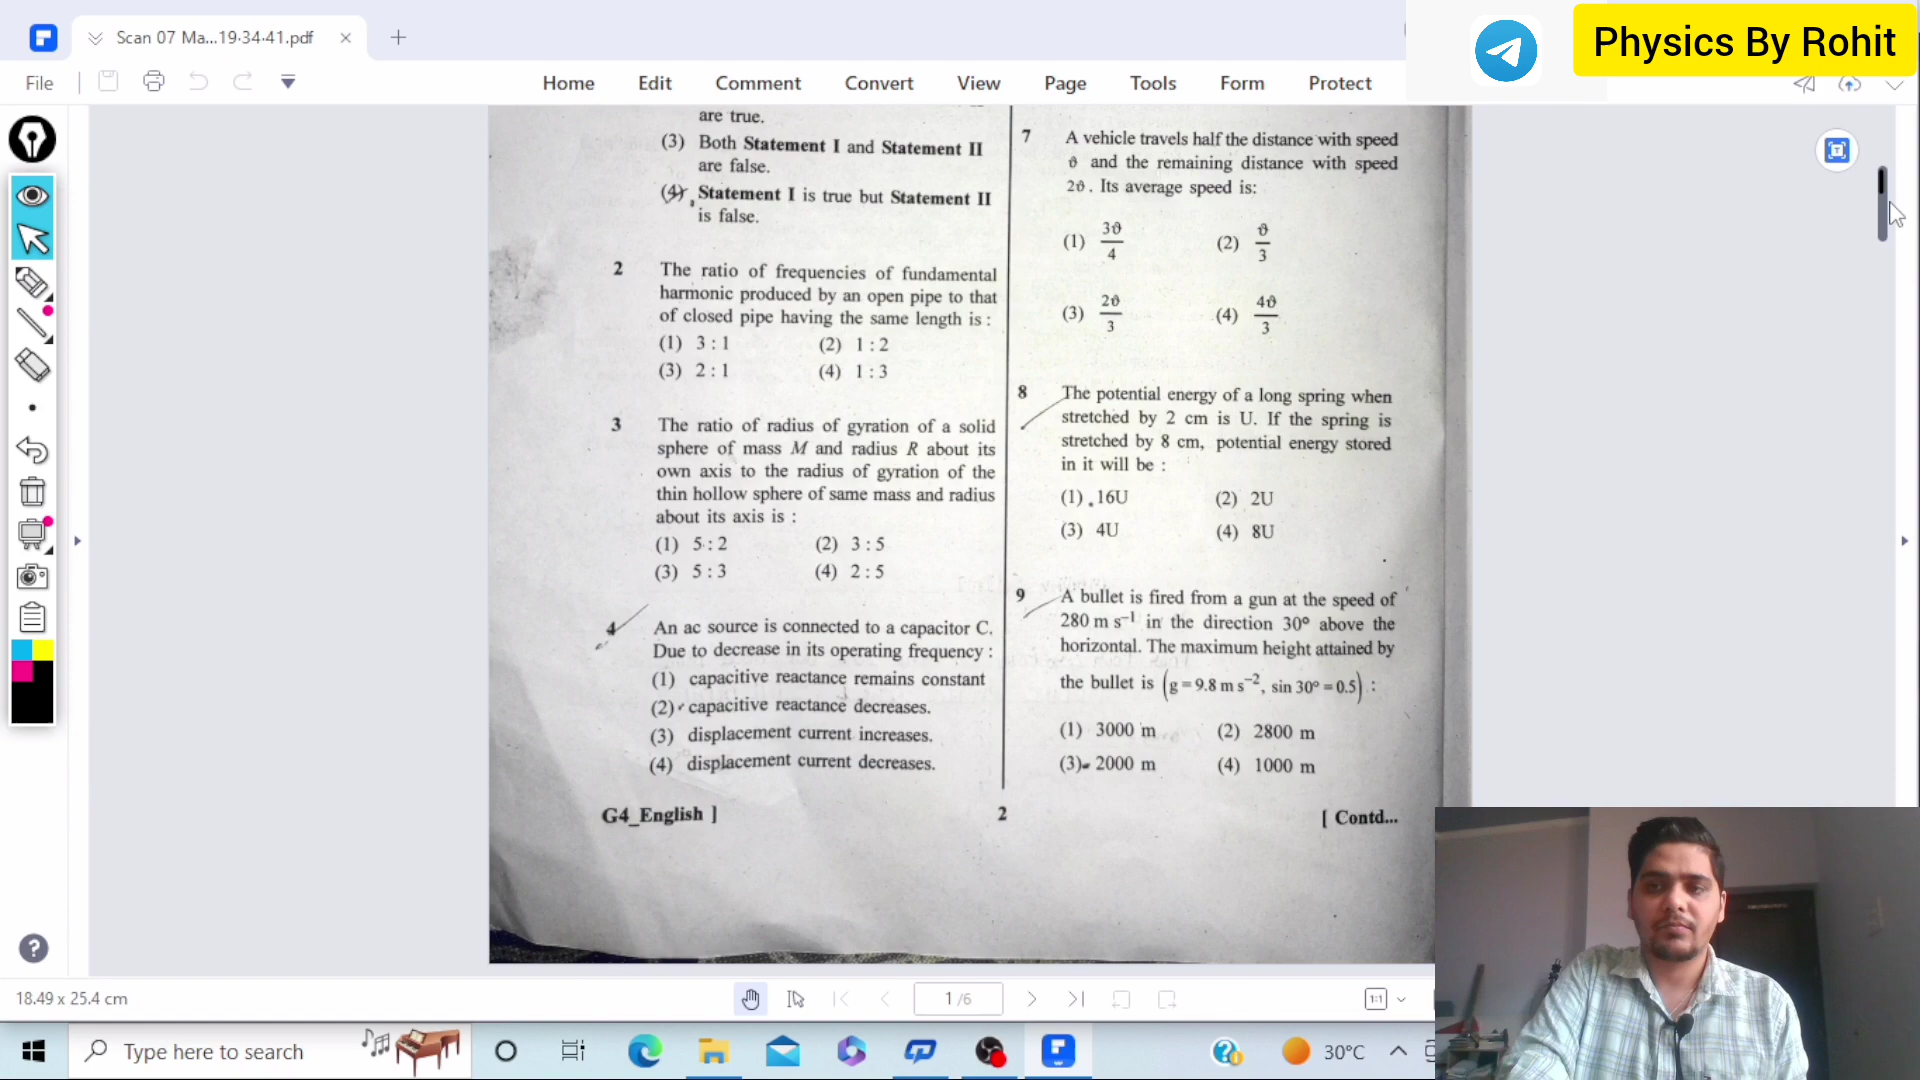 Scan 07 Ma...19·34·41.pdf
Physics By Rohit
File
Home Edit Comment Convert View Page Tools Form Protect
are true.
(3) Both Statement I and Statement II
are false.
(4) Statement I is true but Statement II
is false.
2 The ratio of frequencies of fundamental
harmonic produced by an open pipe to that
of closed pipe having the same length is :
(1) 3 : 1 (2) 1 : 2
(3) 2 : 1 (4) 1 : 3
3 The ratio of radius of gyration of a solid
sphere of mass M and radius R about its
own axis to the radius of gyration of the
thin hollow sphere of same mass and radius
about its axis is :
(1) 5 : 2 (2) 3 : 5
(3) 5 : 3 (4) 2 : 5
4 An ac source is connected to a capacitor C.
Due to decrease in its operating frequency :
(1) capacitive reactance remains constant
(2) capacitive reactance decreases.
(3) displacement current increases.
(4) displacement current decreases.
7 A vehicle travels half the distance with speed
ϑ and the remaining distance with speed
2ϑ. Its average speed is:
(1) 3ϑ/4 (2) ϑ/3
(3) 2ϑ/3 (4) 4ϑ/3
8 The potential energy of a long spring when
stretched by 2 cm is U. If the spring is
stretched by 8 cm, potential energy stored
in it will be :
(1) 16U (2) 2U
(3) 4U (4) 8U
9 A bullet is fired from a gun at the speed of
280 m s⁻¹ in the direction 30° above the
horizontal. The maximum height attained by
the bullet is (g = 9.8 m s⁻², sin 30° = 0.5) :
(1) 3000 m (2) 2800 m
(3) 2000 m (4) 1000 m
G4_English ] 2 [ Contd...
18.49 x 25.4 cm
1 /6
1:1
Type here to search
30°C